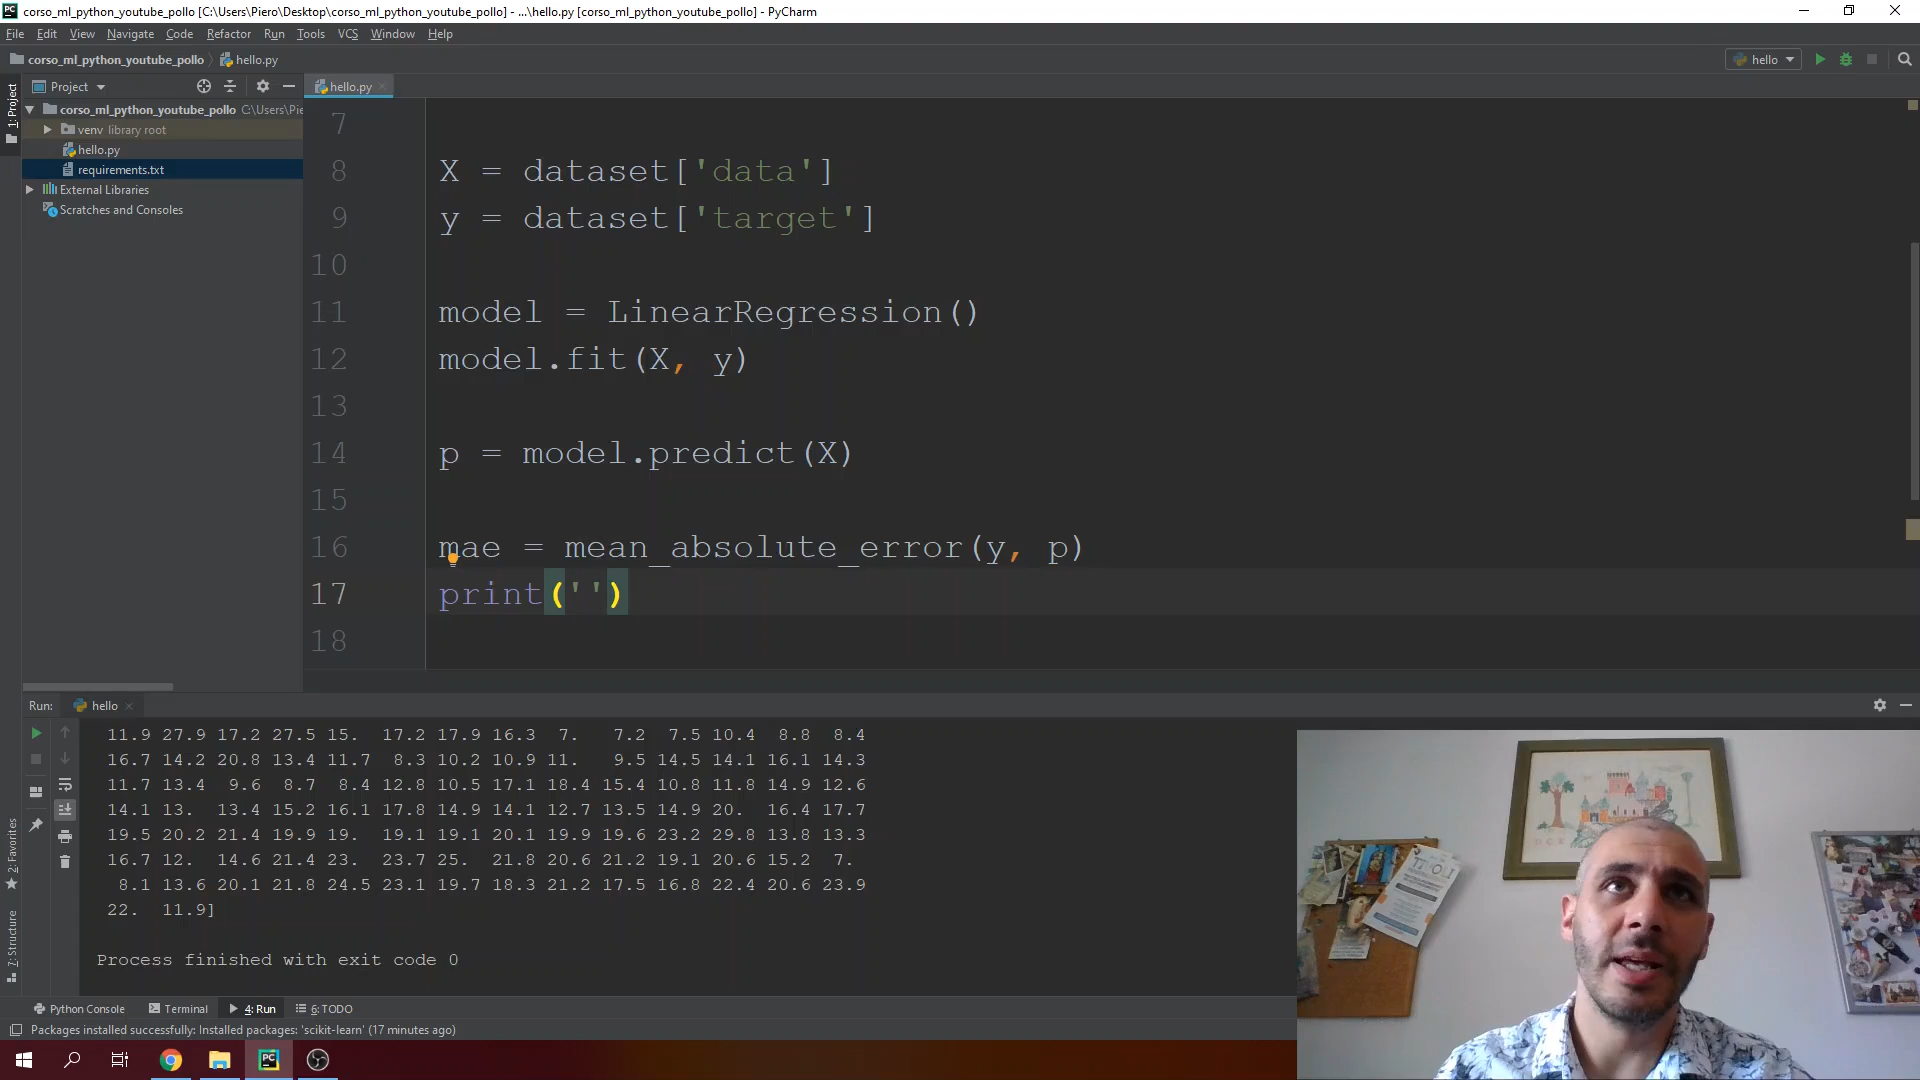 corso_ml_python_youtube_pollo [C:\Users\Piero\Desktop\corso_ml_python_youtube_pollo] - ...\hello.py [corso_ml_python_youtube_pollo] - PyCharm
File Edit View Navigate Code Refactor Run Tools VCS Window Help
corso_ml_python_youtube_pollo hello.py
hello
Project
hello.py
1: Project
corso_ml_python_youtube_pollo C:\Users\Pie
venv library root
hello.py
requirements.txt
External Libraries
Scratches and Consoles
7
8 X = dataset['data']
9 y = dataset['target']
10
11 model = LinearRegression()
12 model.fit(X, y)
13
14 p = model.predict(X)
15
16 mae = mean_absolute_error(y, p)
17 print('')
18
Run: hello
11.9 27.9 17.2 27.5 15. 17.2 17.9 16.3 7. 7.2 7.5 10.4 8.8 8.4
16.7 14.2 20.8 13.4 11.7 8.3 10.2 10.9 11. 9.5 14.5 14.1 16.1 14.3
11.7 13.4 9.6 8.7 8.4 12.8 10.5 17.1 18.4 15.4 10.8 11.8 14.9 12.6
14.1 13. 13.4 15.2 16.1 17.8 14.9 14.1 12.7 13.5 14.9 20. 16.4 17.7
19.5 20.2 21.4 19.9 19. 19.1 19.1 20.1 19.9 19.6 23.2 29.8 13.8 13.3
16.7 12. 14.6 21.4 23. 23.7 25. 21.8 20.6 21.2 19.1 20.6 15.2 7.
8.1 13.6 20.1 21.8 24.5 23.1 19.7 18.3 21.2 17.5 16.8 22.4 20.6 23.9
22. 11.9]
Process finished with exit code 0
2: Favorites
7: Structure
Python Console Terminal 4: Run 6: TODO
Packages installed successfully: Installed packages: 'scikit-learn' (17 minutes ago)